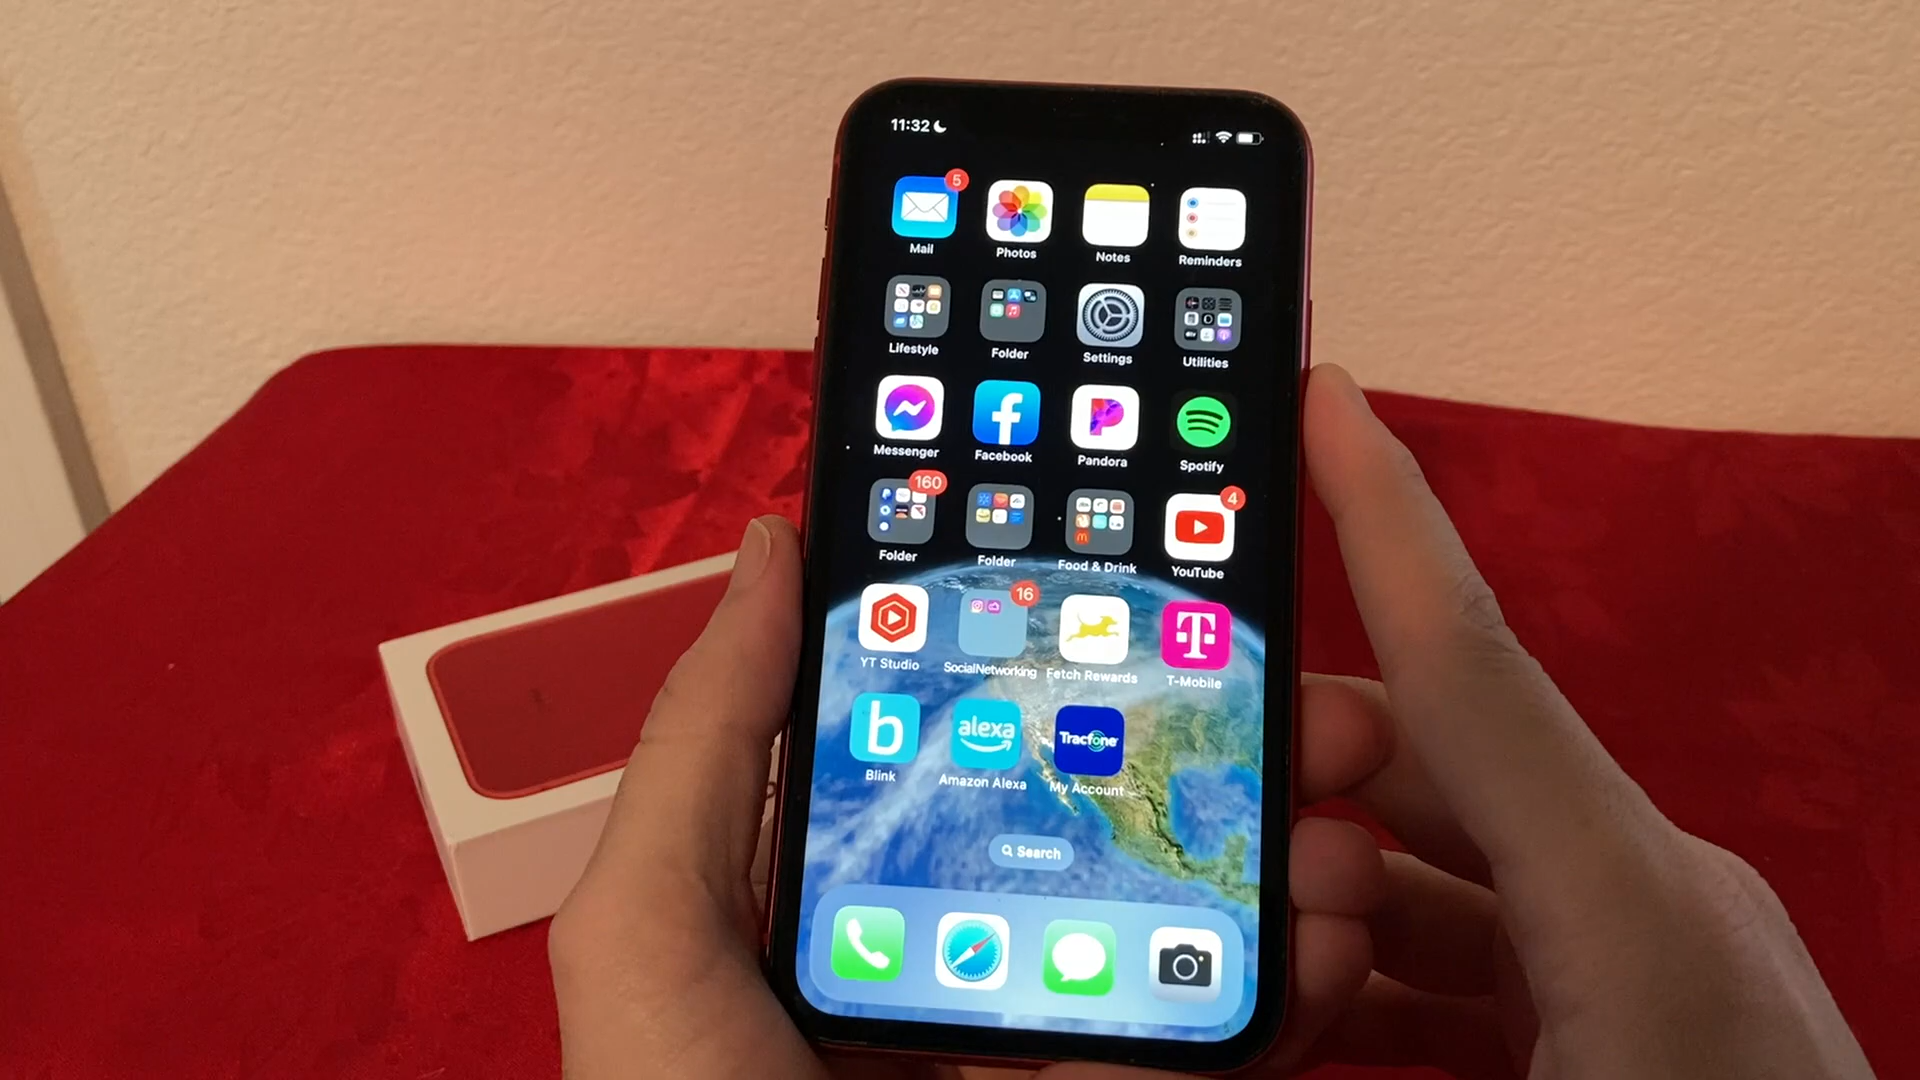 11:32
5
Mail
Photos
Notes
Reminders
Lifestyle
Folder
Settings
Utilities
Messenger
Facebook
Pandora
Spotify
160
4
Folder
Folder
Food & Drink
YouTube
16
YT Studio
SocialNetworking
Fetch Rewards
T-Mobile
b
alexa
Tracfone
Blink
Amazon Alexa
My Account
Search